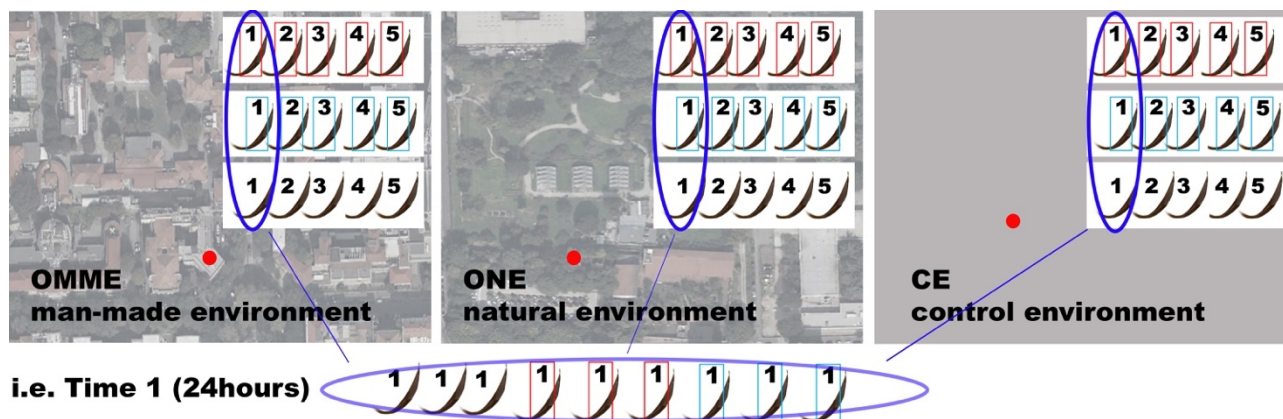 1 2 3 4 5
1 2 3 4 5
1 2 3 4 5
OMME
man-made environment
1 2 3 4 5
1 2 3 4 5
1 2 3 4 5
ONE
natural environment
1 2 3 4 5
1 2 3 4 5
1 2 3 4 5
CE
control environment
i.e. Time 1 (24hours) 1 1 1 1 1 1 1 1 1